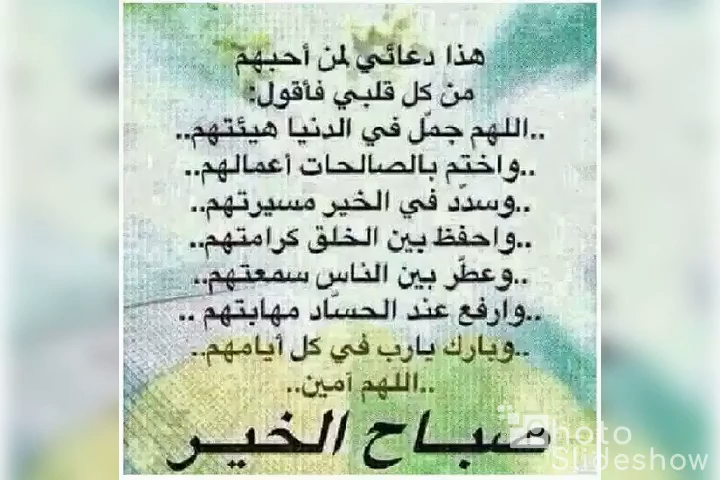 هذا دعائي لمن أحبهم
من كل قلبي فأقول:
..اللهم جمّل في الدنيا هيئتهم..
..واختم بالصالحات أعمالهم..
..وسدّد في الخير مسيرتهم..
..واحفظ بين الخلق كرامتهم..
..وعطّر بين الناس سمعتهم..
..وارفع عند الحسّاد مهابتهم ..
..وبارك يارب في كل أيامهم..
..اللهم آمين..
صباح الخير
Photo
Slideshow